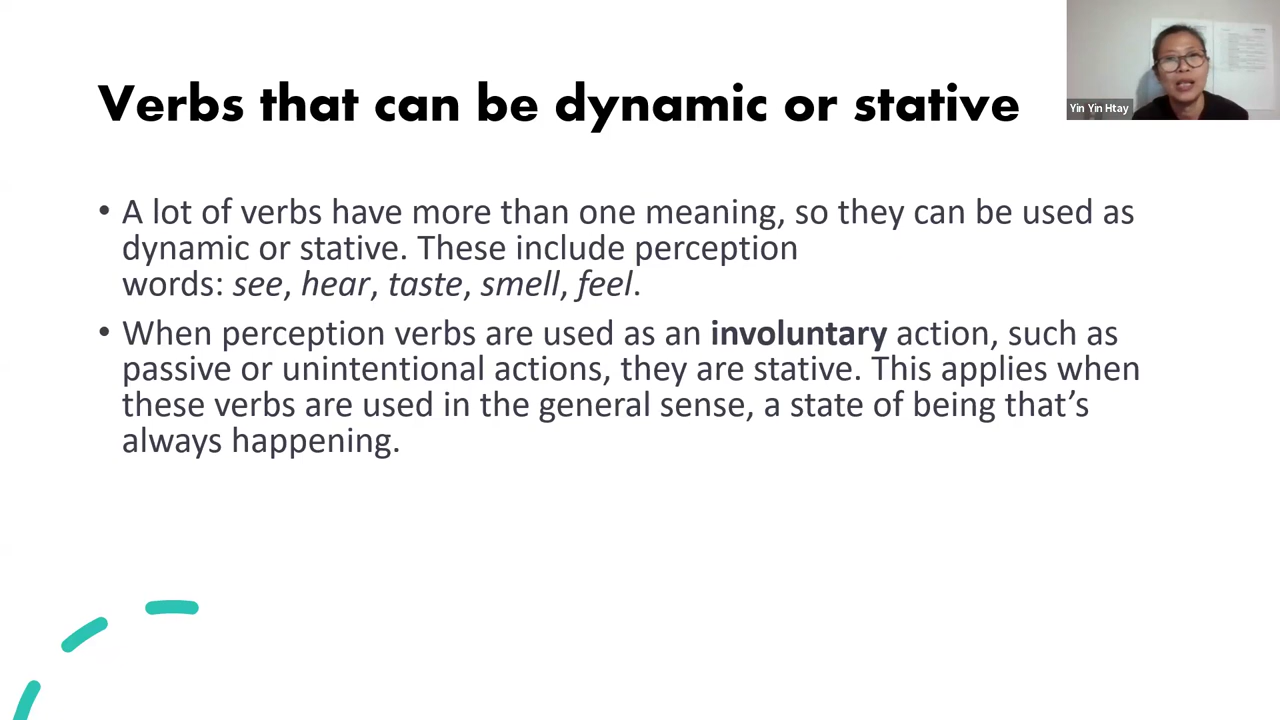 Verbs that can be dynamic or stative
Yin Yin Htay
• A lot of verbs have more than one meaning, so they can be used as
dynamic or stative. These include perception
words: see, hear, taste, smell, feel.
• When perception verbs are used as an involuntary action, such as
passive or unintentional actions, they are stative. This applies when
these verbs are used in the general sense, a state of being that’s
always happening.